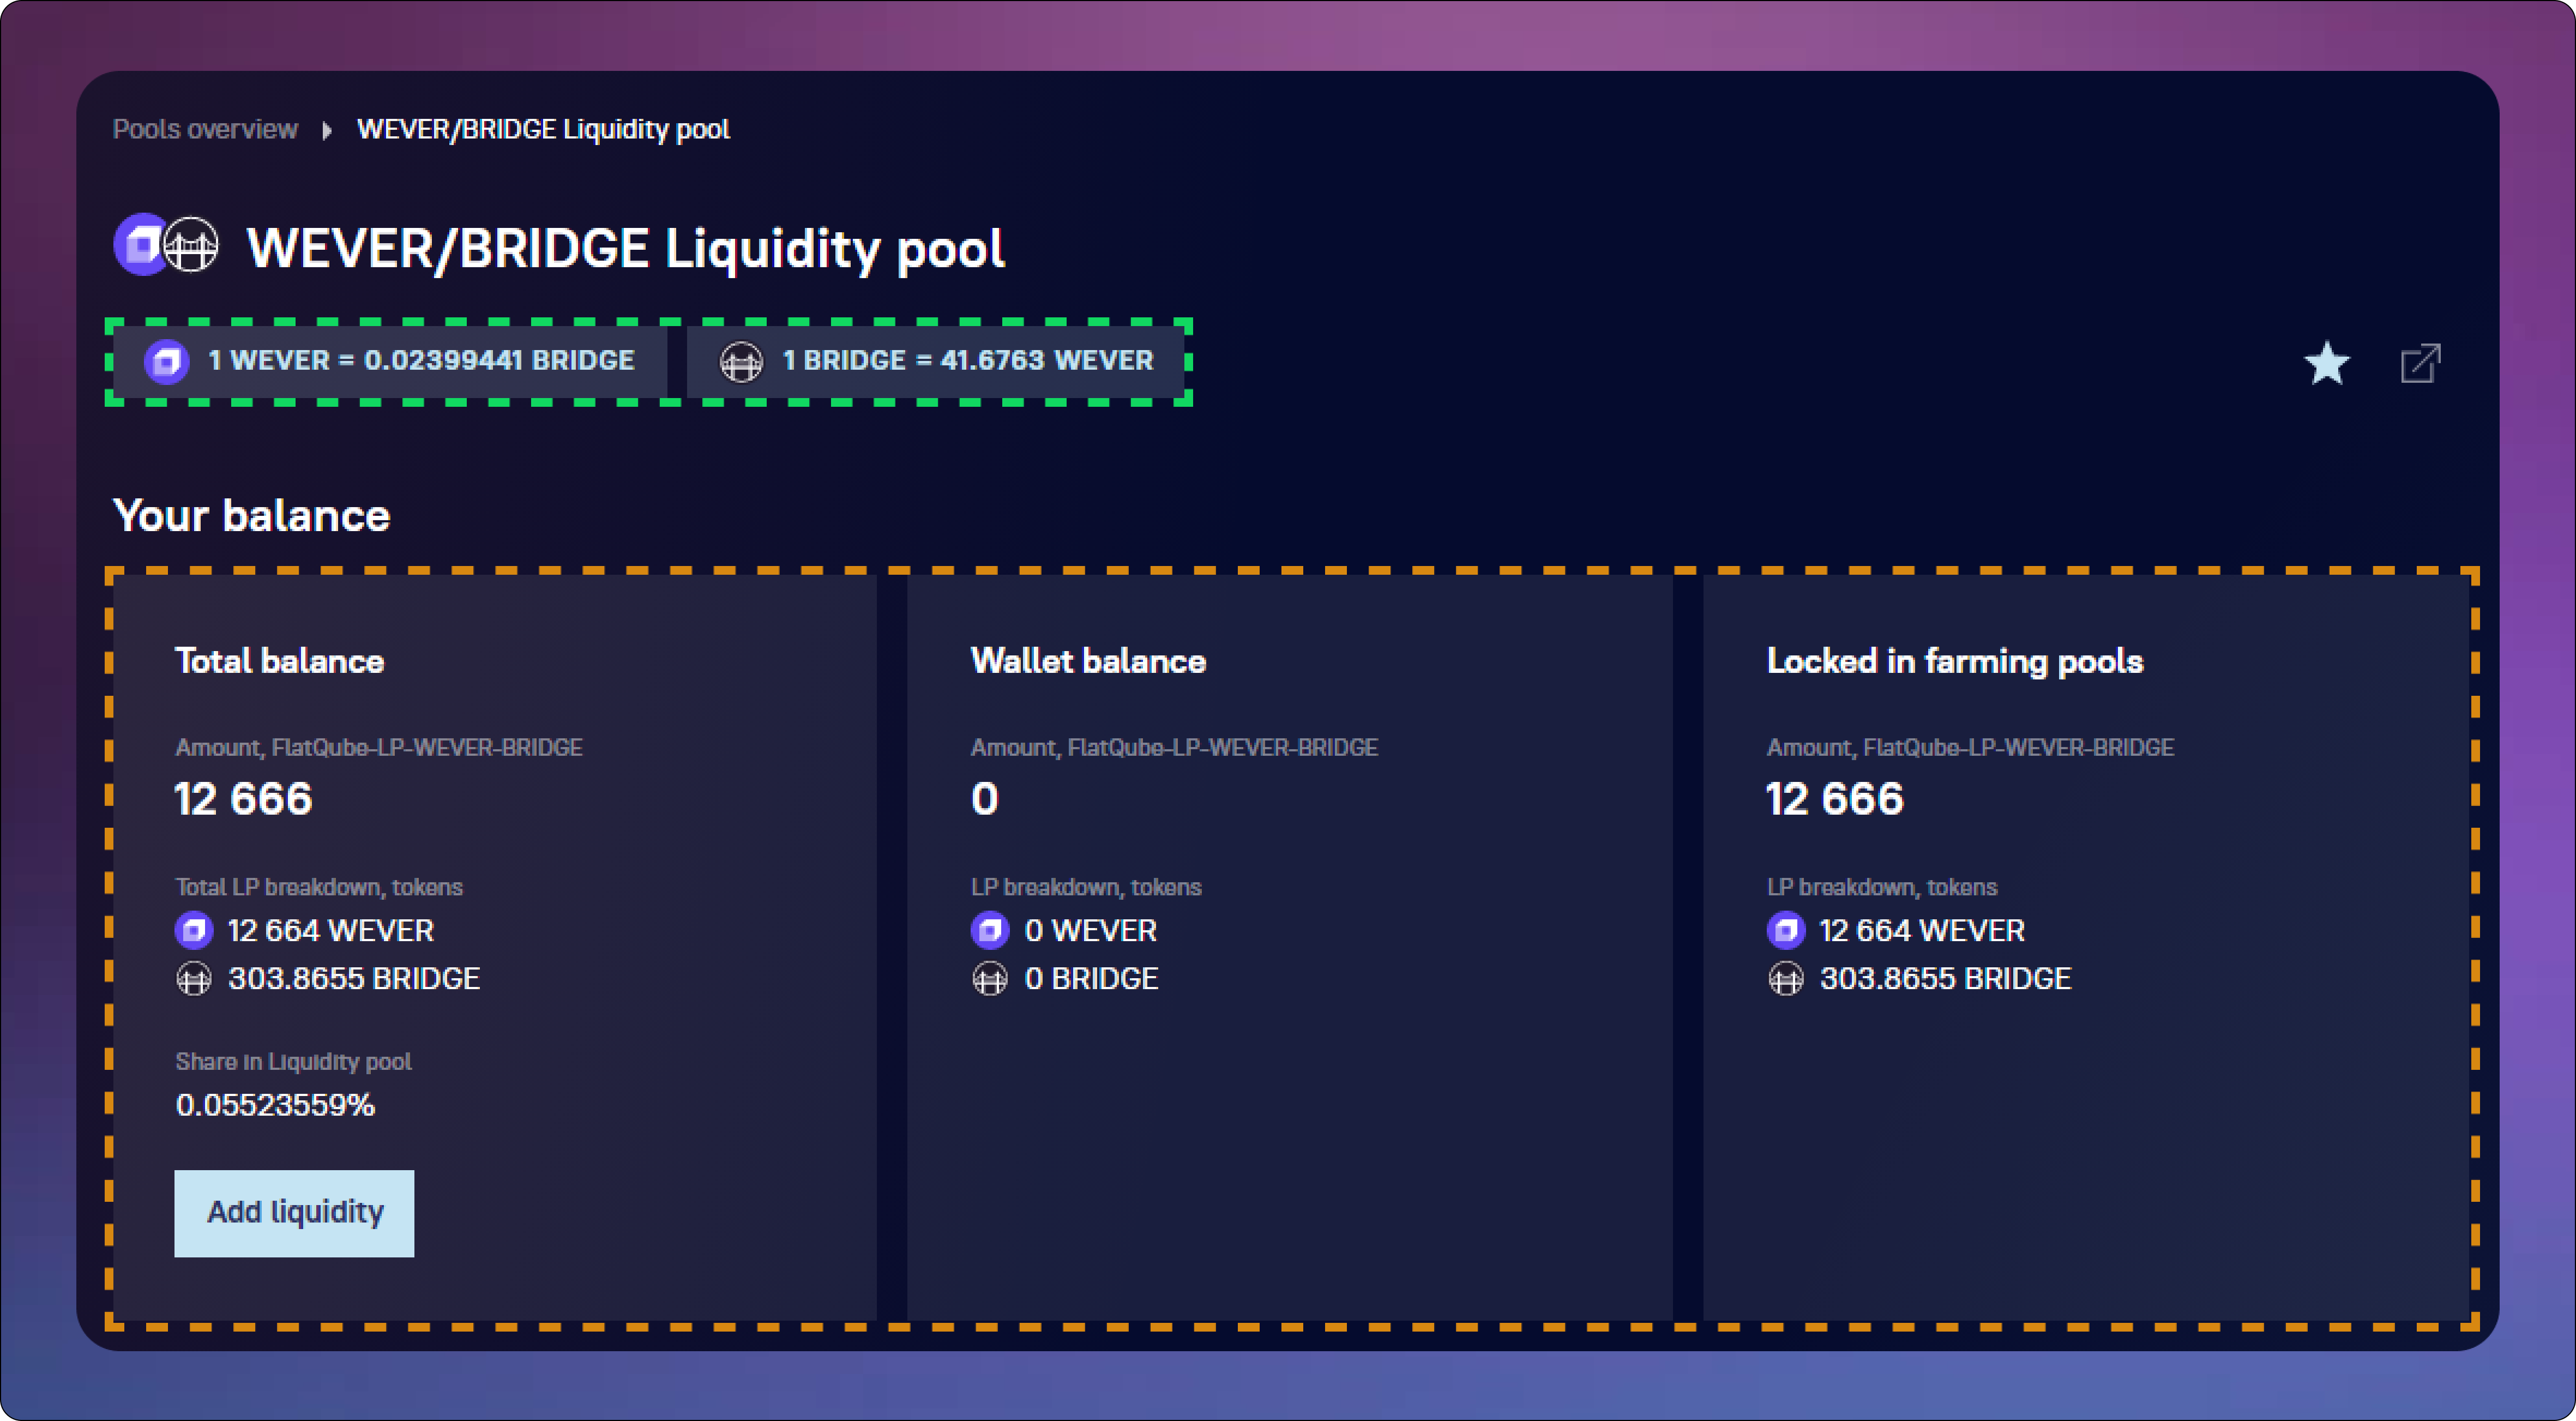 Pools overview WEVER/BRIDGE Liquidity pool
WEVER/BRIDGE Liquidity pool
1 WEVER = 0.02399441 BRIDGE
1 BRIDGE = 41.6763 WEVER
Your balance
Total balance
Amount, FlatQube-LP-WEVER-BRIDGE
12 666
Total LP breakdown, tokens
12 664 WEVER
303.8655 BRIDGE
Share in Liquidity pool
0.05523559%
Add liquidity
Wallet balance
Amount, FlatQube-LP-WEVER-BRIDGE
0
LP breakdown, tokens
0 WEVER
0 BRIDGE
Locked in farming pools
Amount, FlatQube-LP-WEVER-BRIDGE
12 666
LP breakdown, tokens
12 664 WEVER
303.8655 BRIDGE